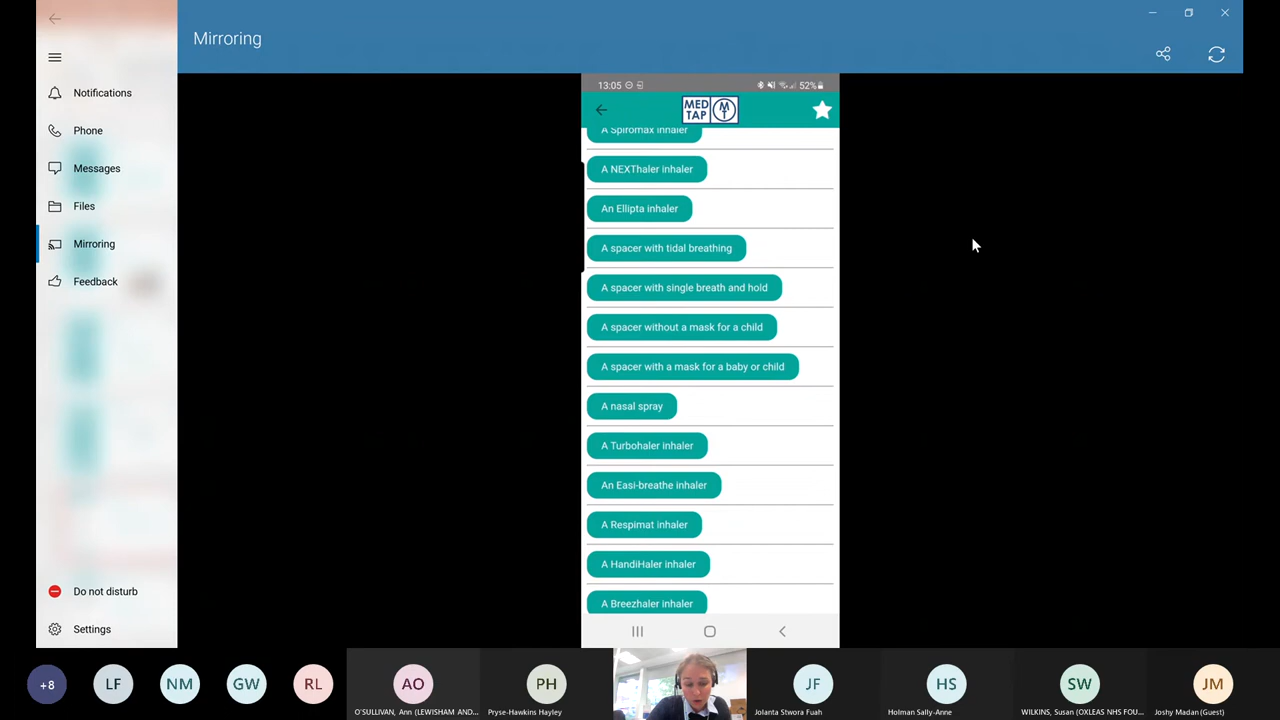 Mirroring
Notifications
Phone
Messages
Files
Mirroring
Feedback
Do not disturb
Settings
13:05
52%
MED
TAP
MT
A Spiromax inhaler
A NEXThaler inhaler
An Ellipta inhaler
A spacer with tidal breathing
A spacer with single breath and hold
A spacer without a mask for a child
A spacer with a mask for a baby or child
A nasal spray
A Turbohaler inhaler
An Easi-breathe inhaler
A Respimat inhaler
A HandiHaler inhaler
A Breezhaler inhaler
+8
LF
NM
GW
RL
AO
PH
JF
HS
SW
JM
O'SULLIVAN, Ann (LEWISHAM AND...
Pryse-Hawkins Hayley
Jolanta Stwora Fuah
Holman Sally-Anne
WILKINS, Susan (OXLEAS NHS FOU...
Joshy Madan (Guest)